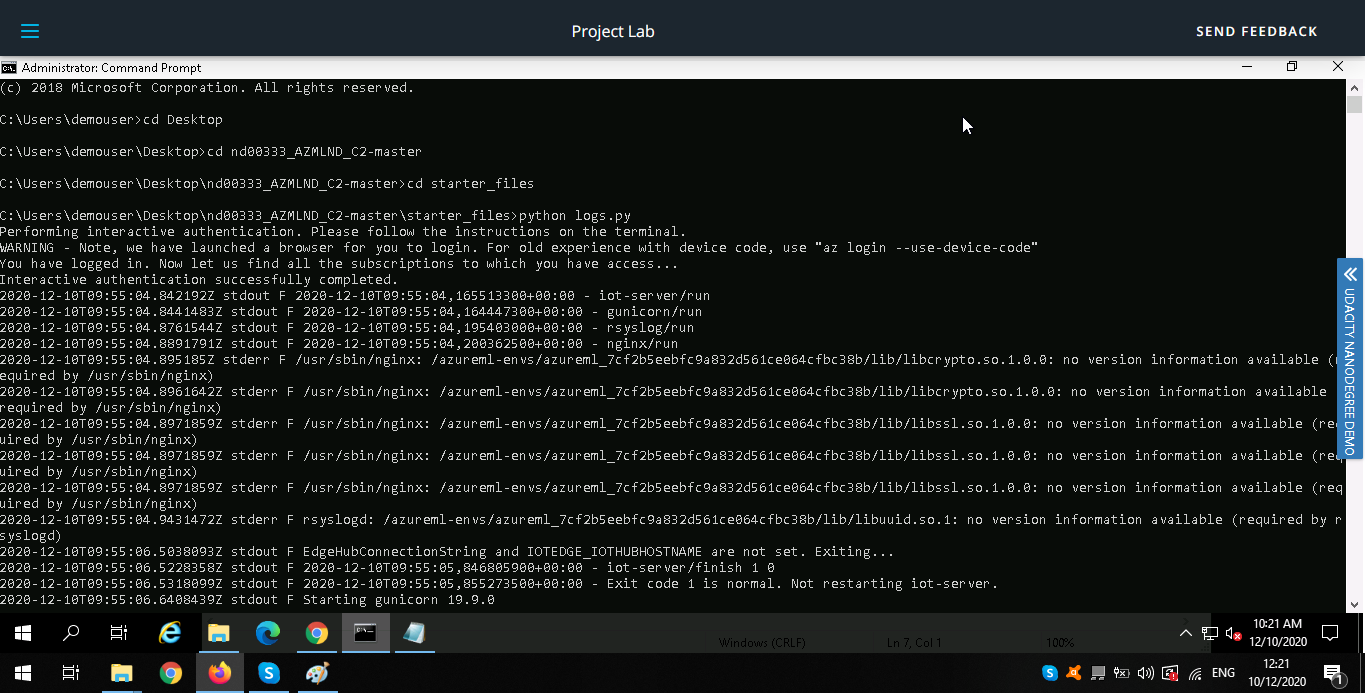 Project Lab
SEND FEEDBACK
Administrator: Command Prompt
(c) 2018 Microsoft Corporation. All rights reserved.
C:\Users\demouser>cd Desktop
C:\Users\demouser\Desktop>cd nd00333_AZMLND_C2-master
C:\Users\demouser\Desktop\nd00333_AZMLND_C2-master>cd starter_files
C:\Users\demouser\Desktop\nd00333_AZMLND_C2-master\starter_files>python logs.py
Performing interactive authentication. Please follow the instructions on the terminal.
WARNING - Note, we have launched a browser for you to login. For old experience with device code, use "az login --use-device-code"
You have logged in. Now let us find all the subscriptions to which you have access...
Interactive authentication successfully completed.
2020-12-10T09:55:04.842192Z stdout F 2020-12-10T09:55:04,165513300+00:00 - iot-server/run
2020-12-10T09:55:04.8441483Z stdout F 2020-12-10T09:55:04,164447300+00:00 - gunicorn/run
2020-12-10T09:55:04.8761544Z stdout F 2020-12-10T09:55:04,195403000+00:00 - rsyslog/run
2020-12-10T09:55:04.8891791Z stdout F 2020-12-10T09:55:04,200362500+00:00 - nginx/run
2020-12-10T09:55:04.895185Z stderr F /usr/sbin/nginx: /azureml-envs/azureml_7cf2b5eebfc9a832d561ce064cfbc38b/lib/libcrypto.so.1.0.0: no version information available (r
equired by /usr/sbin/nginx)
2020-12-10T09:55:04.8961642Z stderr F /usr/sbin/nginx: /azureml-envs/azureml_7cf2b5eebfc9a832d561ce064cfbc38b/lib/libcrypto.so.1.0.0: no version information available
required by /usr/sbin/nginx)
2020-12-10T09:55:04.8971859Z stderr F /usr/sbin/nginx: /azureml-envs/azureml_7cf2b5eebfc9a832d561ce064cfbc38b/lib/libssl.so.1.0.0: no version information available (req
uired by /usr/sbin/nginx)
2020-12-10T09:55:04.8971859Z stderr F /usr/sbin/nginx: /azureml-envs/azureml_7cf2b5eebfc9a832d561ce064cfbc38b/lib/libssl.so.1.0.0: no version information available (req
uired by /usr/sbin/nginx)
2020-12-10T09:55:04.8971859Z stderr F /usr/sbin/nginx: /azureml-envs/azureml_7cf2b5eebfc9a832d561ce064cfbc38b/lib/libssl.so.1.0.0: no version information available (req
uired by /usr/sbin/nginx)
2020-12-10T09:55:04.9431472Z stderr F rsyslogd: /azureml-envs/azureml_7cf2b5eebfc9a832d561ce064cfbc38b/lib/libuuid.so.1: no version information available (required by r
syslogd)
2020-12-10T09:55:06.5038093Z stdout F EdgeHubConnectionString and IOTEDGE_IOTHUBHOSTNAME are not set. Exiting...
2020-12-10T09:55:06.5228358Z stdout F 2020-12-10T09:55:05,846805900+00:00 - iot-server/finish 1 0
2020-12-10T09:55:06.5318099Z stdout F 2020-12-10T09:55:05,855273500+00:00 - Exit code 1 is normal. Not restarting iot-server.
2020-12-10T09:55:06.6408439Z stdout F Starting gunicorn 19.9.0
UDACITY NANODEGREE DEMO
Windows (CRLF)
Ln 7, Col 1
100%
10:21 AM
12/10/2020
ENG
12:21
10/12/2020
1